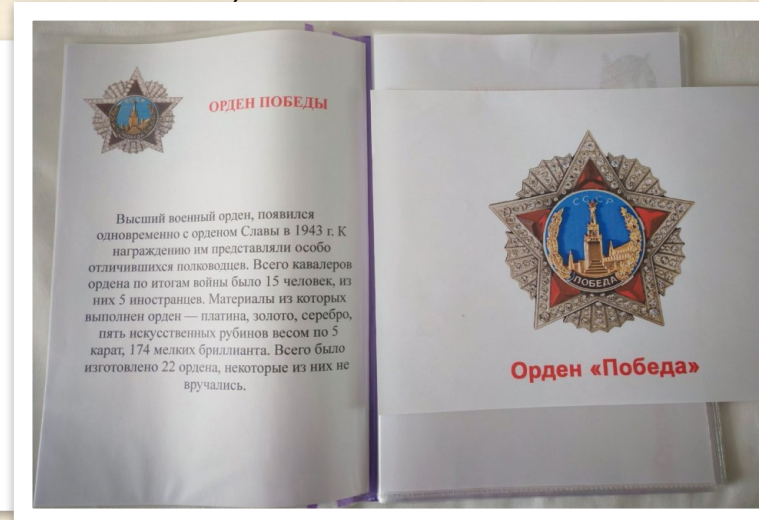 ОРДЕН ПОБЕДЫ
Высший военный орден, появился
одновременно с орденом Славы в 1943 г. К
награждению им представляли особо
отличившихся полководцев. Всего кавалеров
ордена по итогам войны было 15 человек, из
них 5 иностранцев. Материалы из которых
выполнен орден — платина, золото, серебро,
пять искусственных рубинов весом по 5
карат, 174 мелких бриллианта. Всего было
изготовлено 22 ордена, некоторые из них не
вручались.
СССР
ПОБЕДА
Орден «Победа»